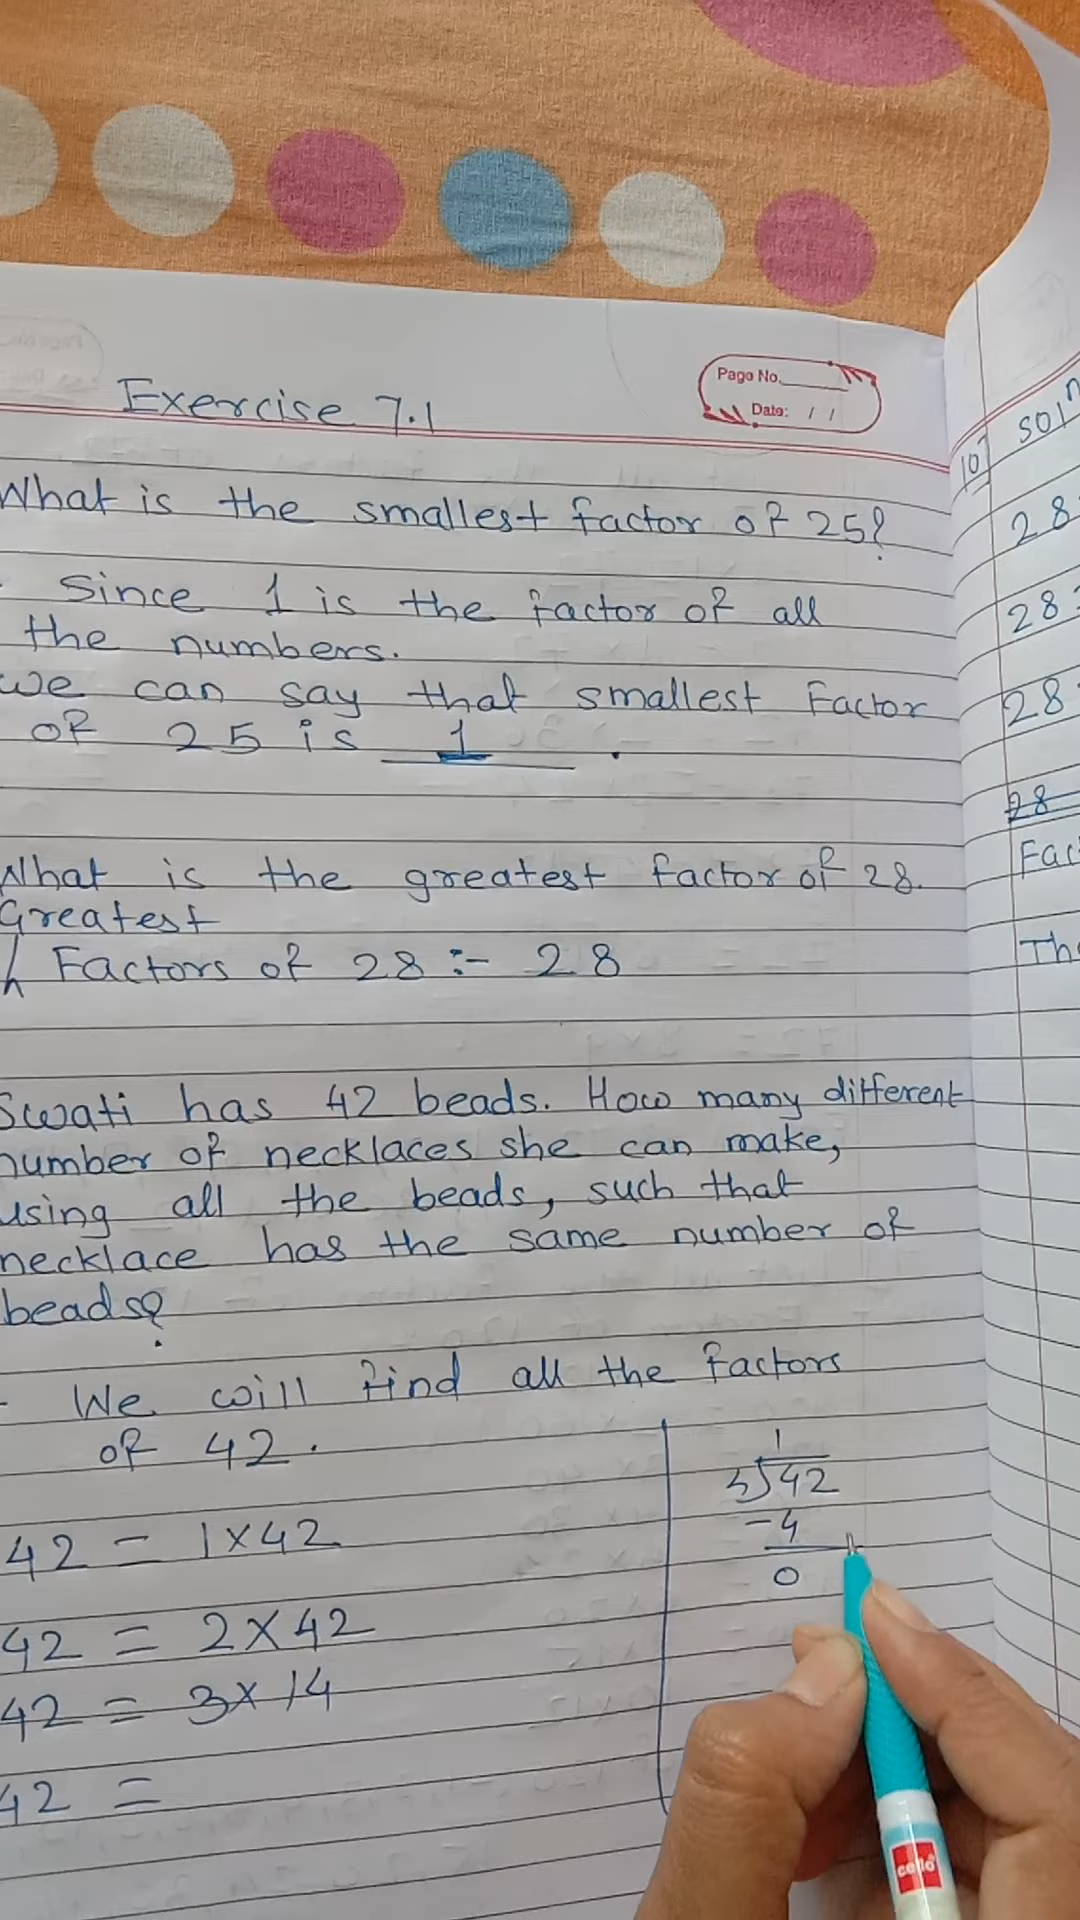 Exercise 7.1
Page No.
Date: / /
What is the smallest factor of 25?
Since 1 is the factor of all
the numbers.
we can say that smallest Factor
of 25 is 1 .
What is the greatest factor of 28.
Greatest
Factors of 28 :- 28
Swati has 42 beads. How many different
number of necklaces she can make,
using all the beads, such that
necklace has the same number of
beads?
- We will find all the factors
of 42.
42 = 1 x 42
42 = 2 x 42
42 = 3 x 14
42 =
1
42
- 4
0
10
Soln
28
28
28
28
Fac
Th
cello